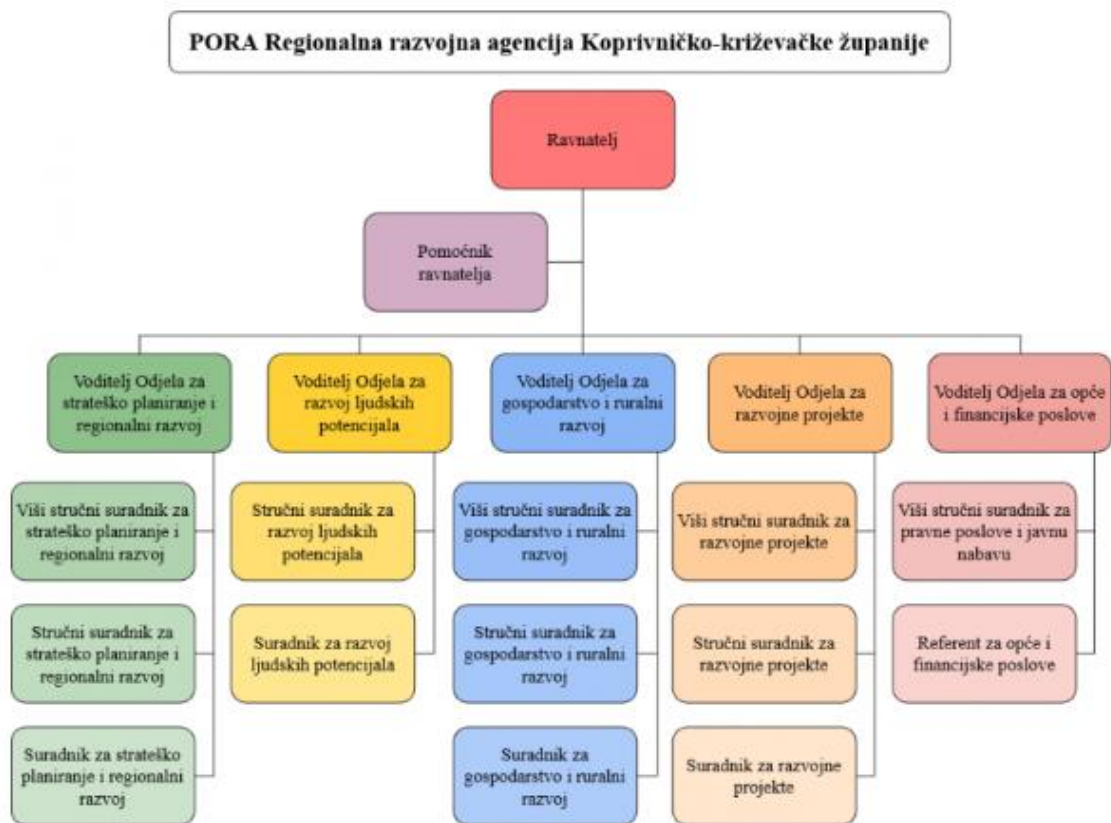 PORA Regionalna razvojna agencija Koprivničko-križevačke županije
Ravnatelj
Pomoćnik
ravnatelja
Voditelj Odjela za
strateško planiranje i
regionalni razvoj
Voditelj Odjela za
razvoj ljudskih
potencijala
Voditelj Odjela za
gospodarstvo i ruralni
razvoj
Voditelj Odjela za
razvojne projekte
Voditelj Odjela za opće
i financijske poslove
Viši stručni suradnik za
strateško planiranje i
regionalni razvoj
Stručni suradnik za
razvoj ljudskih
potencijala
Viši stručni suradnik za
gospodarstvo i ruralni
razvoj
Viši stručni suradnik za
razvojne projekte
Viši stručni suradnik za
pravne poslove i javnu
nabavu
Stručni suradnik za
strateško planiranje i
regionalni razvoj
Suradnik za razvoj
ljudskih potencijala
Stručni suradnik za
gospodarstvo i ruralni
razvoj
Stručni suradnik za
razvojne projekte
Referent za opće i
financijske poslove
Suradnik za strateško
planiranje i regionalni
razvoj
Suradnik za
gospodarstvo i ruralni
razvoj
Suradnik za razvojne
projekte